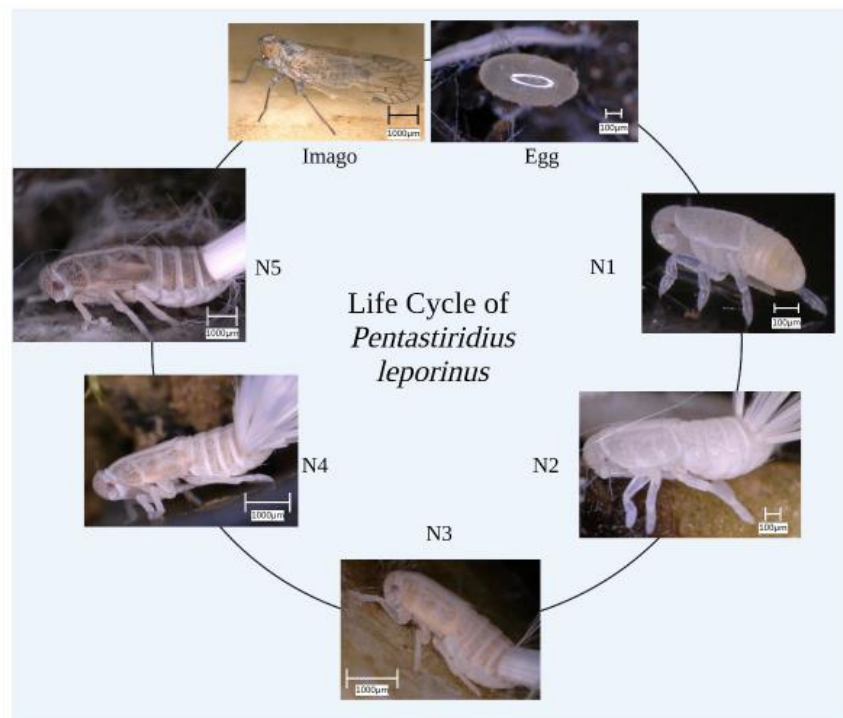 Imago
Egg
N1
N2
N3
N4
N5
Life Cycle of
Pentastiridius
leporinus
1000µm
100µm
100µm
100µm
1000µm
1000µm
1000µm